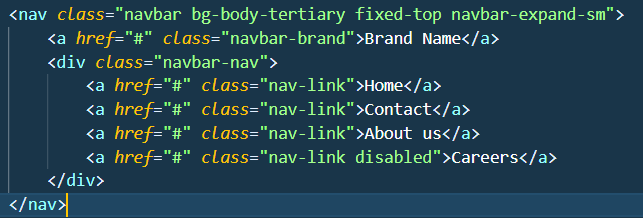 <nav class="navbar bg-body-tertiary fixed-top navbar-expand-sm">
<a href="#" class="navbar-brand">Brand Name</a>
<div class="navbar-nav">
<a href="#" class="nav-link">Home</a>
<a href="#" class="nav-link">Contact</a>
<a href="#" class="nav-link">About us</a>
<a href="#" class="nav-link disabled">Careers</a>
</div>
</nav>